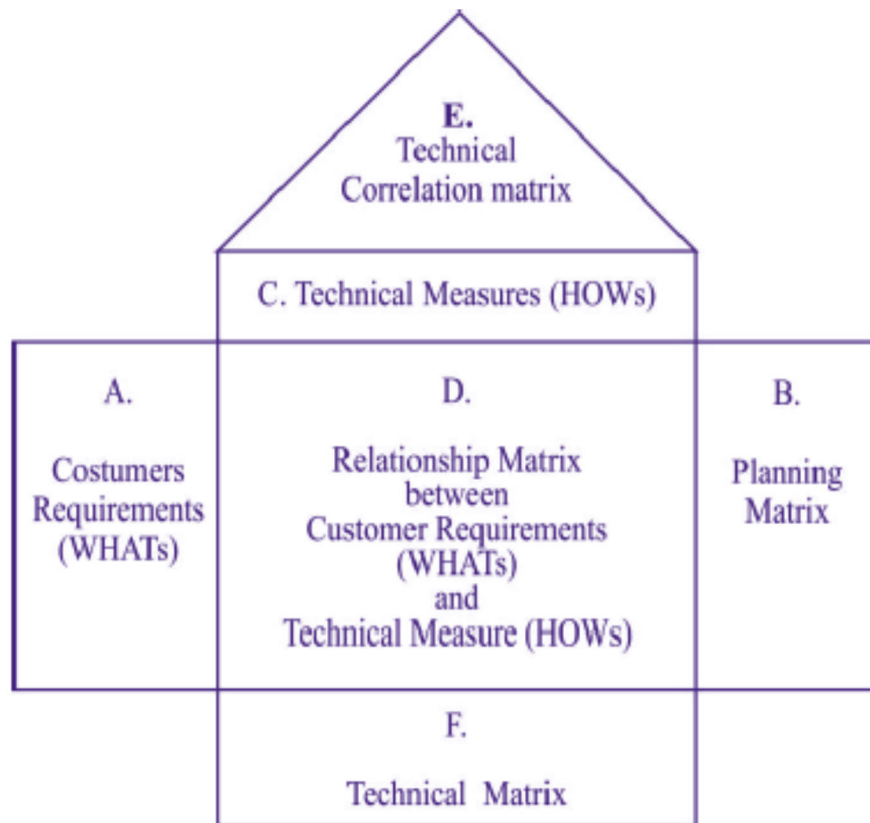 E.
Technical
Correlation matrix
C. Technical Measures (HOWs)
A.
Costumers
Requirements
(WHATs)
D.
Relationship Matrix
between
Customer Requirements
(WHATs)
and
Technical Measure (HOWs)
B.
Planning
Matrix
F.
Technical Matrix